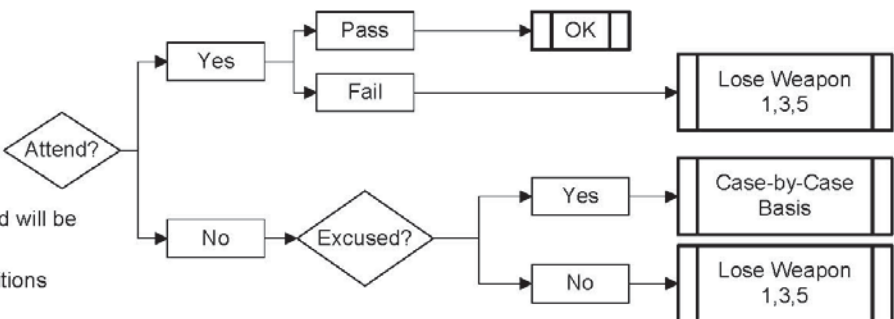 Pass
OK
Yes
Fail
Lose Weapon
1,3,5
Attend?
Case-by-Case
Basis
Yes
d will be
No
Excused?
No
Lose Weapon
1,3,5
tions